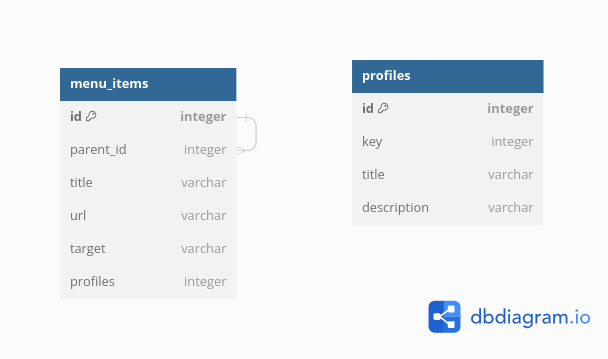 menu_items
id integer
parent_id integer
title varchar
url varchar
target varchar
profiles integer
profiles
id integer
key integer
title varchar
description varchar
dbdiagram.io